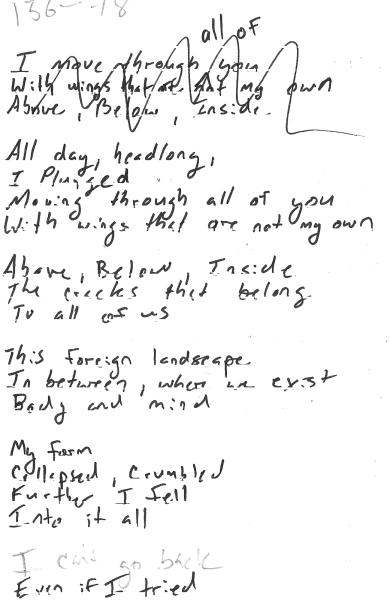 136--78
all of
I move through you
With wings that are not my own
Above, Below, Inside.
All day, headlong,
I Plunged
Moving through all of you
With wings that are not my own
Above, Below, Inside
The cracks that belong
To all of us
This foreign landscape
In between, where we exist
Body and mind
My form
Collapsed, Crumbled
Further I fell
Into it all
I can't go back
Even if I tried